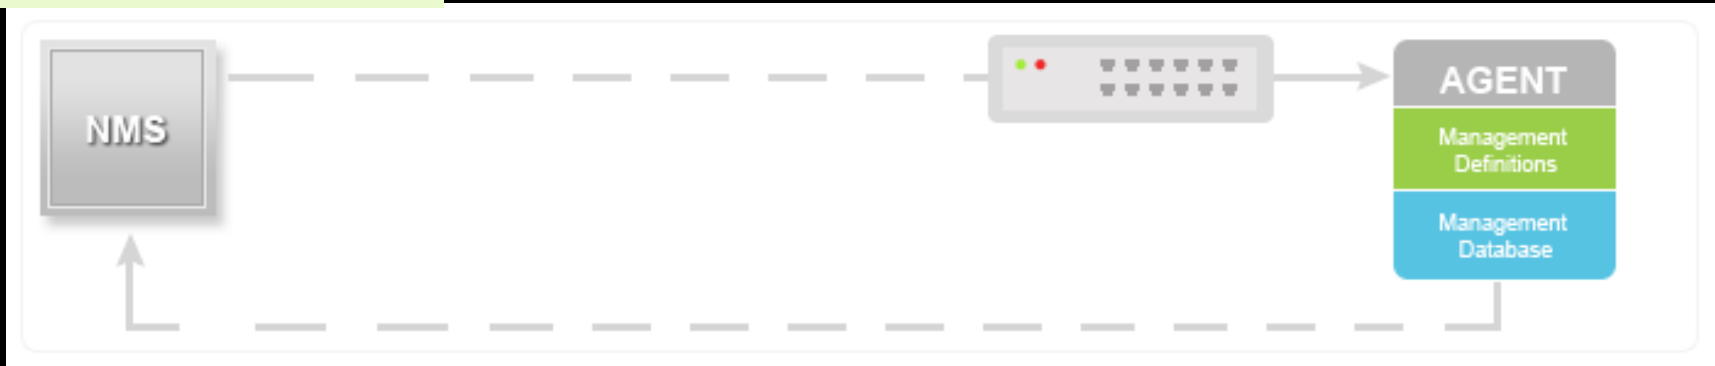 NMS
AGENT
Management
Definitions
Management
Database